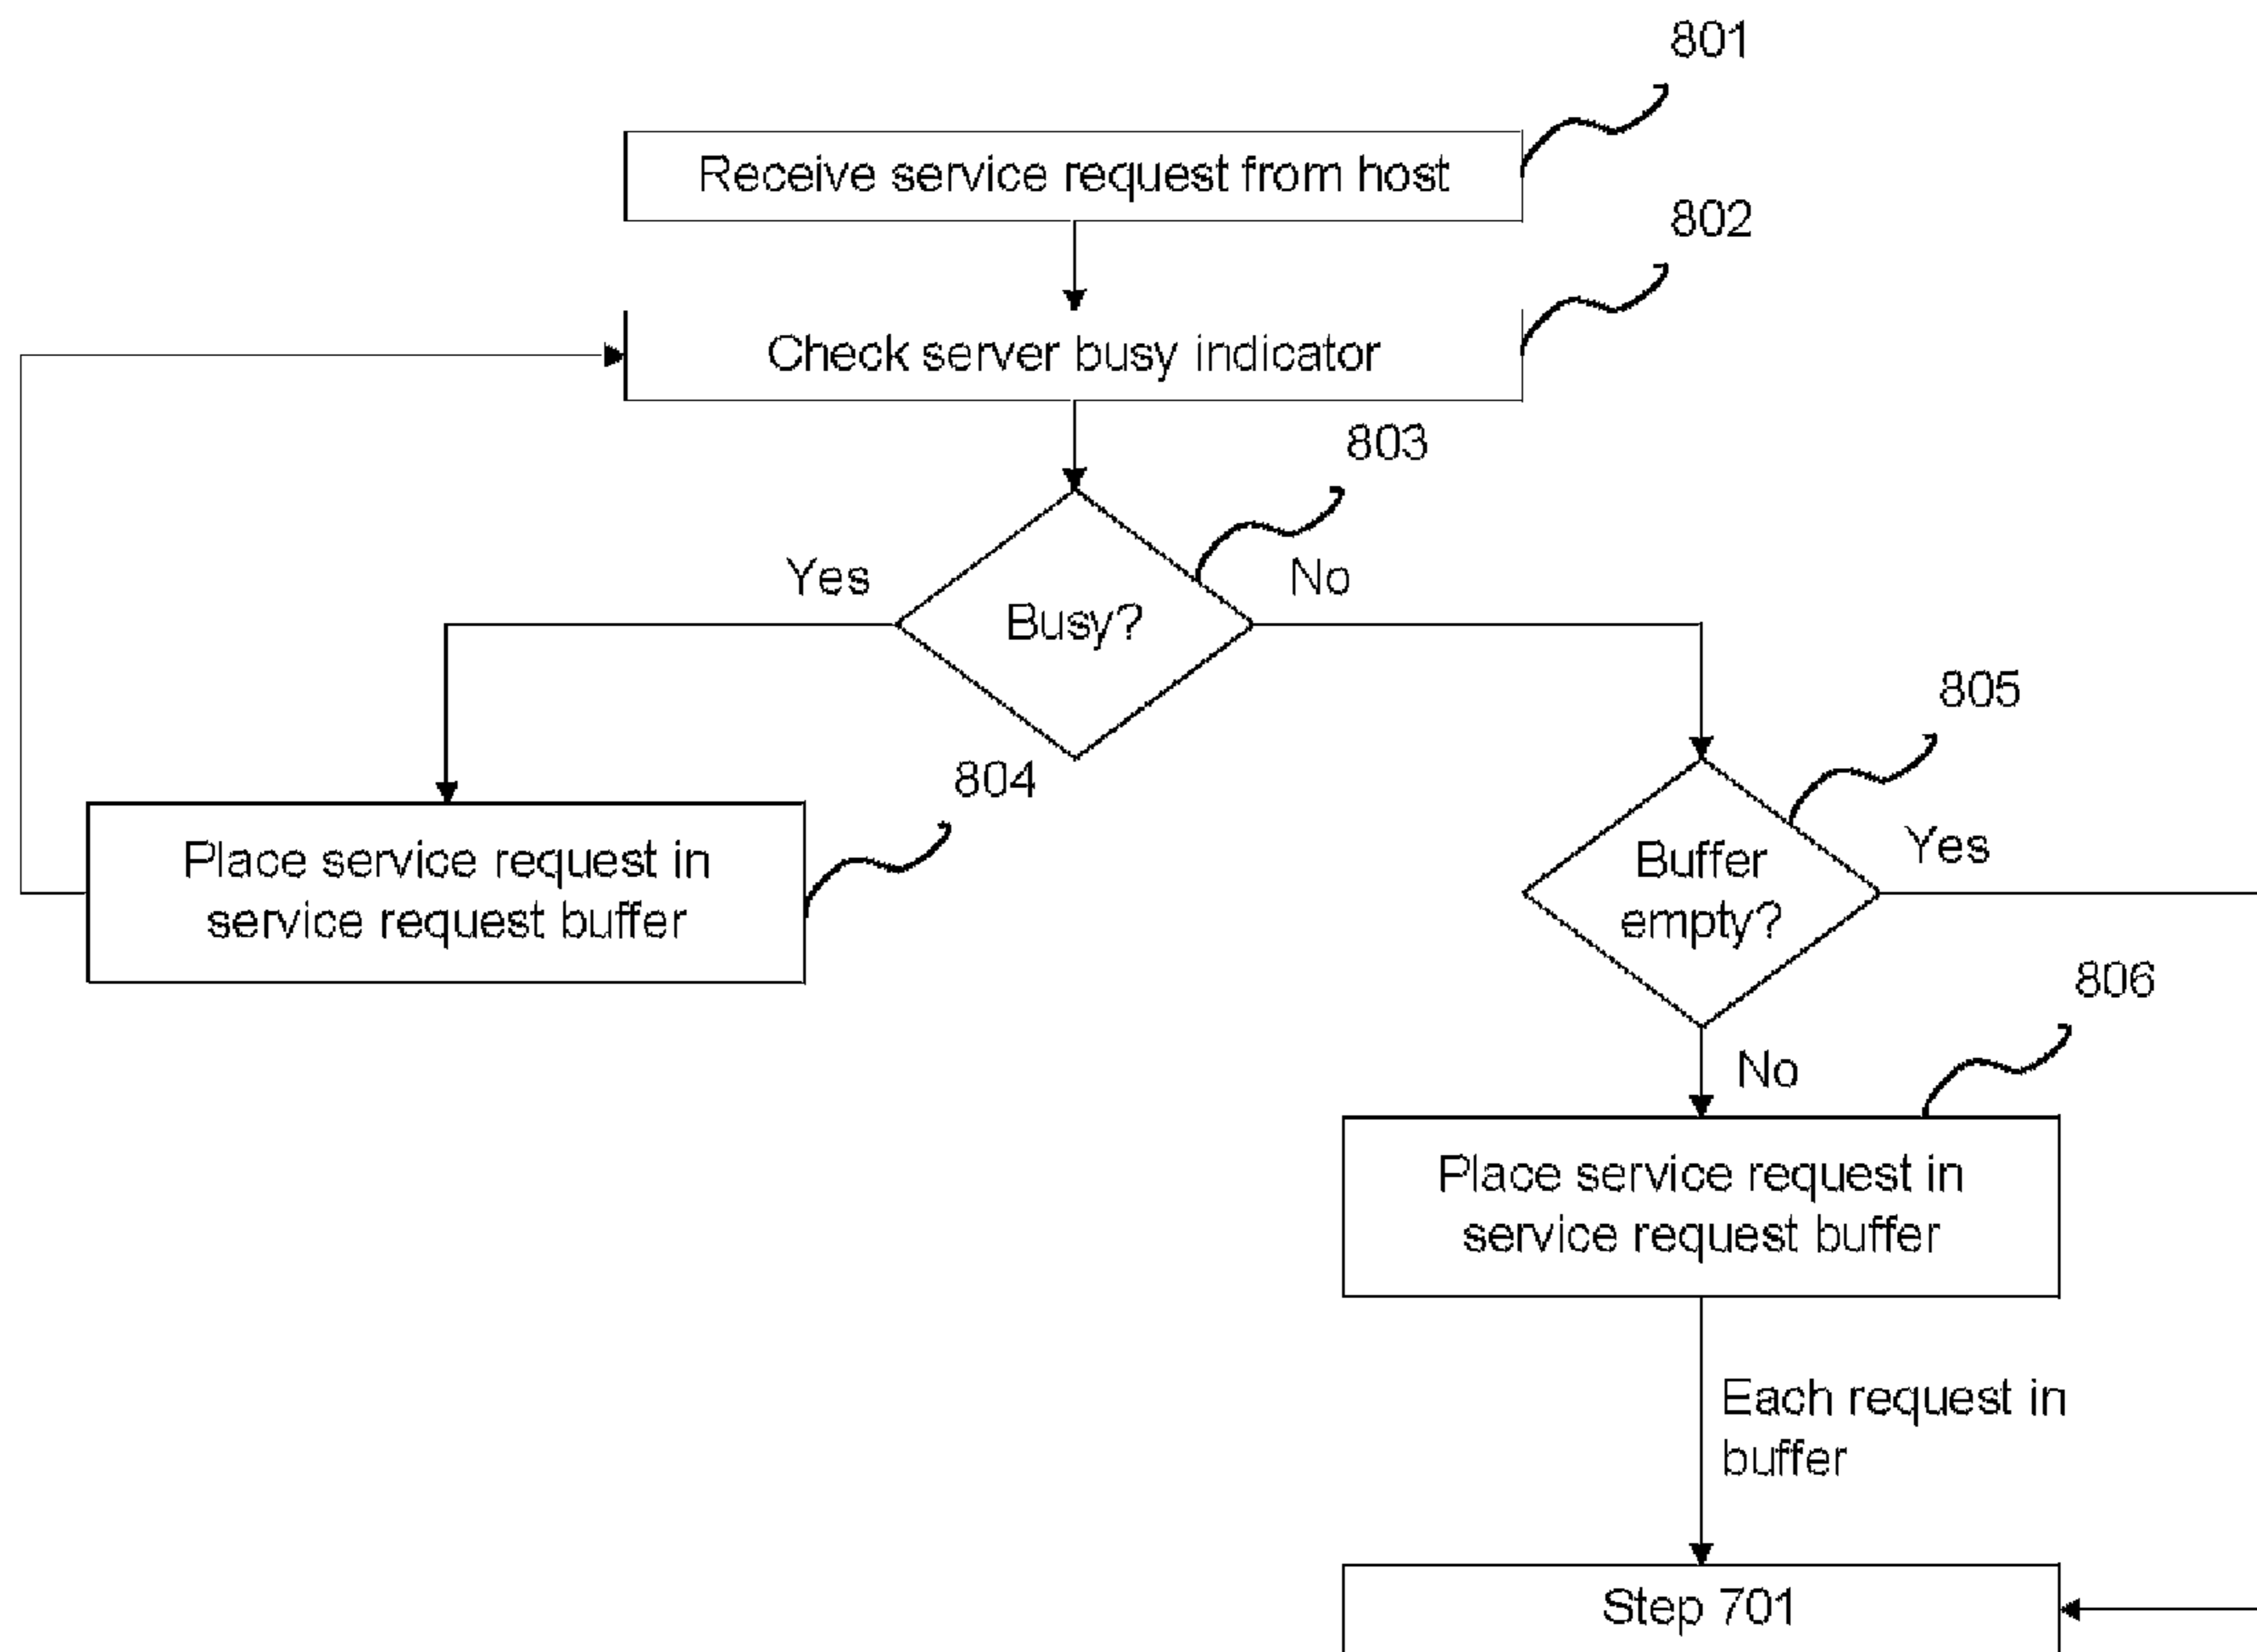 801
Receive service request from host
802
Check server busy indicator
803
Yes
No
Busy?
805
804
Place service request in
service request buffer
Buffer
empty?
Yes
806
No
Place service request in
service request buffer
Each request in
buffer
Step 701